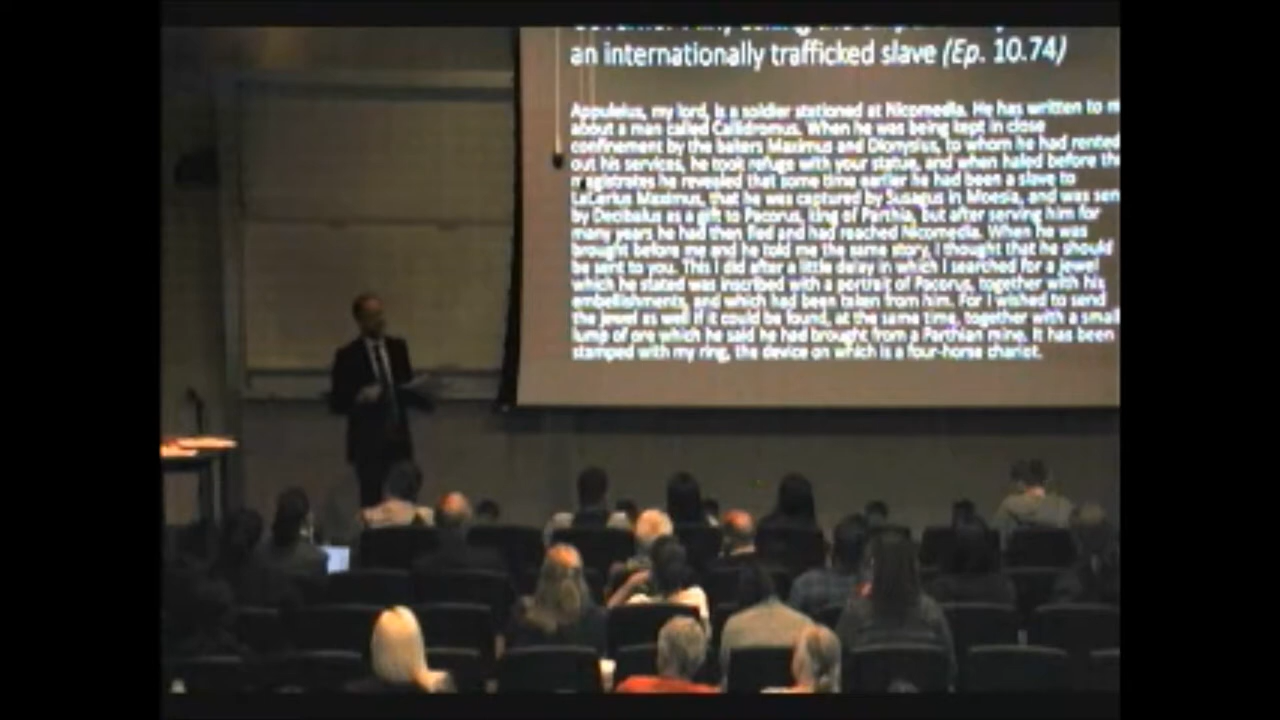 an internationally trafficked slave (Ep. 10.74)
Appuleius, my lord, is a soldier stationed at Nicomedia. He has written to m
about a man called Callidromus. When he was being kept in close
confinement by the bakers Maximus and Dionysius, to whom he had rented
out his services, he took refuge with your statue, and when haled before the
magistrates he revealed that some time earlier he had been a slave to
Laberius Maximus, that he was captured by Susagus in Moesia, and was sen
by Decibalus as a gift to Pacorus, king of Parthia, but after serving him for
many years he had then fled and had reached Nicomedia. When he was
brought before me and he told me the same story, I thought that he should
be sent to you. This I did after a little delay in which I searched for a jewel
which he stated was inscribed with a portrait of Pacorus, together with his
embellishments, and which had been taken from him. For I wished to send
the jewel as well if it could be found, at the same time, together with a small
lump of ore which he said he had brought from a Parthian mine. It has been
stamped with my ring, the device on which is a four-horse chariot.